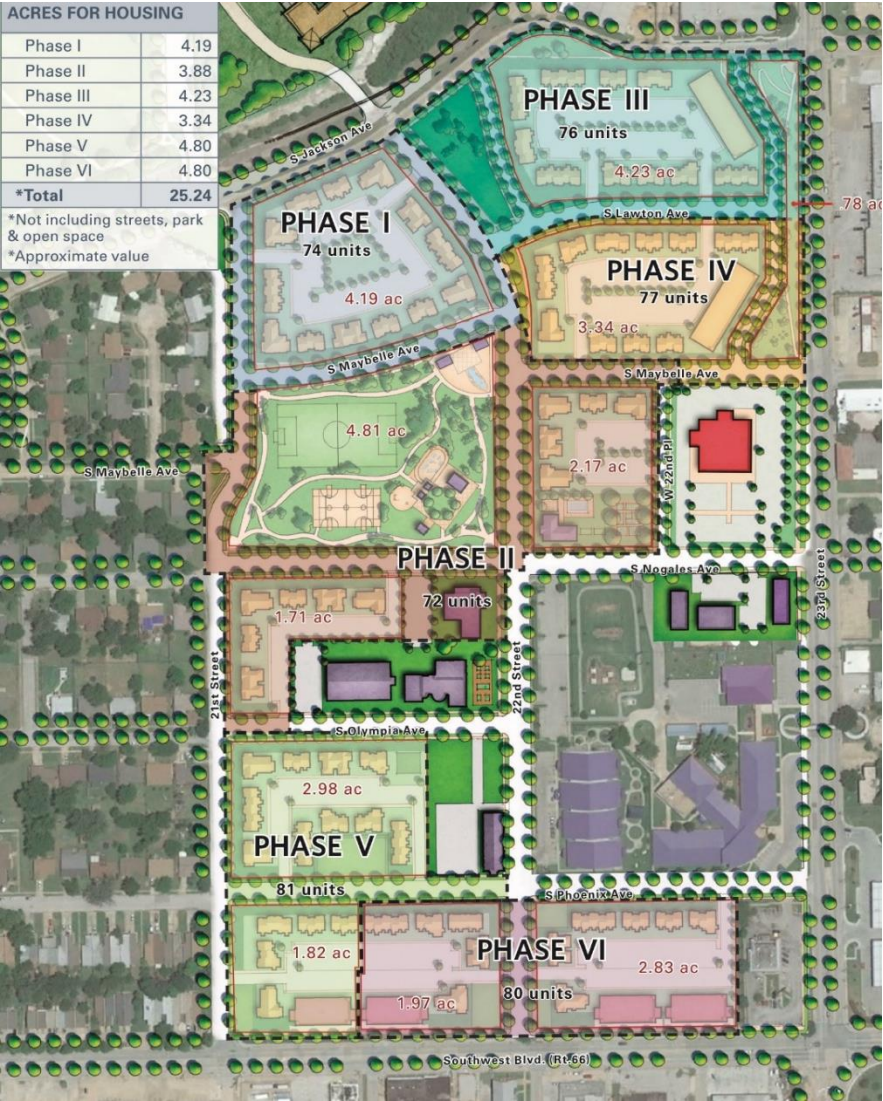 ACRES FOR HOUSING
Phase I 4.19
Phase II 3.88
Phase III 4.23
Phase IV 3.34
Phase V 4.80
Phase VI 4.80
*Total 25.24
*Not including streets, park
& open space
*Approximate value
S Jackson Ave
PHASE III
76 units
4.23 ac
S Lawton Ave
.78 ac
PHASE I
74 units
4.19 ac
S Maybelle Ave
PHASE IV
77 units
3.34 ac
S Maybelle Ave
4.81 ac
2.17 ac
W 22nd Pl
S Maybelle Ave
PHASE II
72 units
S Nogales Ave
23rd Street
1.71 ac
21st Street
22nd Street
S Olympia Ave
2.98 ac
PHASE V
81 units
S Phoenix Ave
1.82 ac
PHASE VI
80 units
1.97 ac
2.83 ac
Southwest Blvd. (Rt.66)